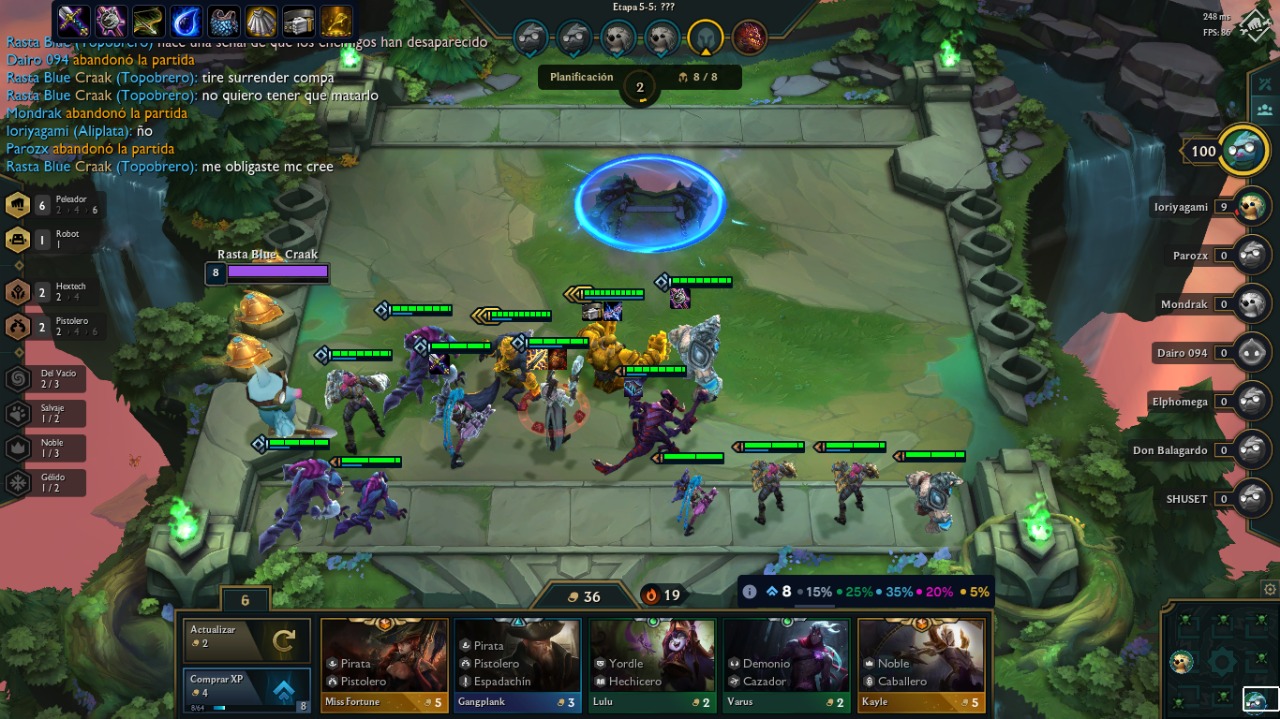 Etapa 5-5: ???
248 ms
FPS: 86
Rasta Blue (Topobrero) hace una señal de que los enemigos han desaparecido
Dairo 094 abandonó la partida
Rasta Blue Craak (Topobrero): tire surrender compa
Rasta Blue Craak (Topobrero): no quiero tener que matarlo
Mondrak abandonó la partida
Ioriyagami (Aliplata): ño
Parozx abandonó la partida
Rasta Blue Craak (Topobrero): me obligaste mc cree
Planificación
2
8 / 8
100
Ioriyagami 9
Parozx 0
Mondrak 0
Dairo 094 0
Elphomega 0
Don Balagardo 0
SHUSET 0
6 Peleador
2 › 4 › 6
1 Robot
1
2 Hextech
2 › 4
2 Pistolero
2 › 4 › 6
Del Vacío
2 / 3
Salvaje
1 / 2
Noble
1 / 3
Gélido
1 / 2
Rasta Blue Craak
8
6
36
19
8 15% 25% 35% 20% 5%
Actualizar
2
Comprar XP
4
8/64
8
Pirata
Pistolero
Miss Fortune 5
Pirata
Pistolero
Espadachín
Gangplank 3
Yordle
Hechicero
Lulu 2
Demonio
Cazador
Varus 2
Noble
Caballero
Kayle 5